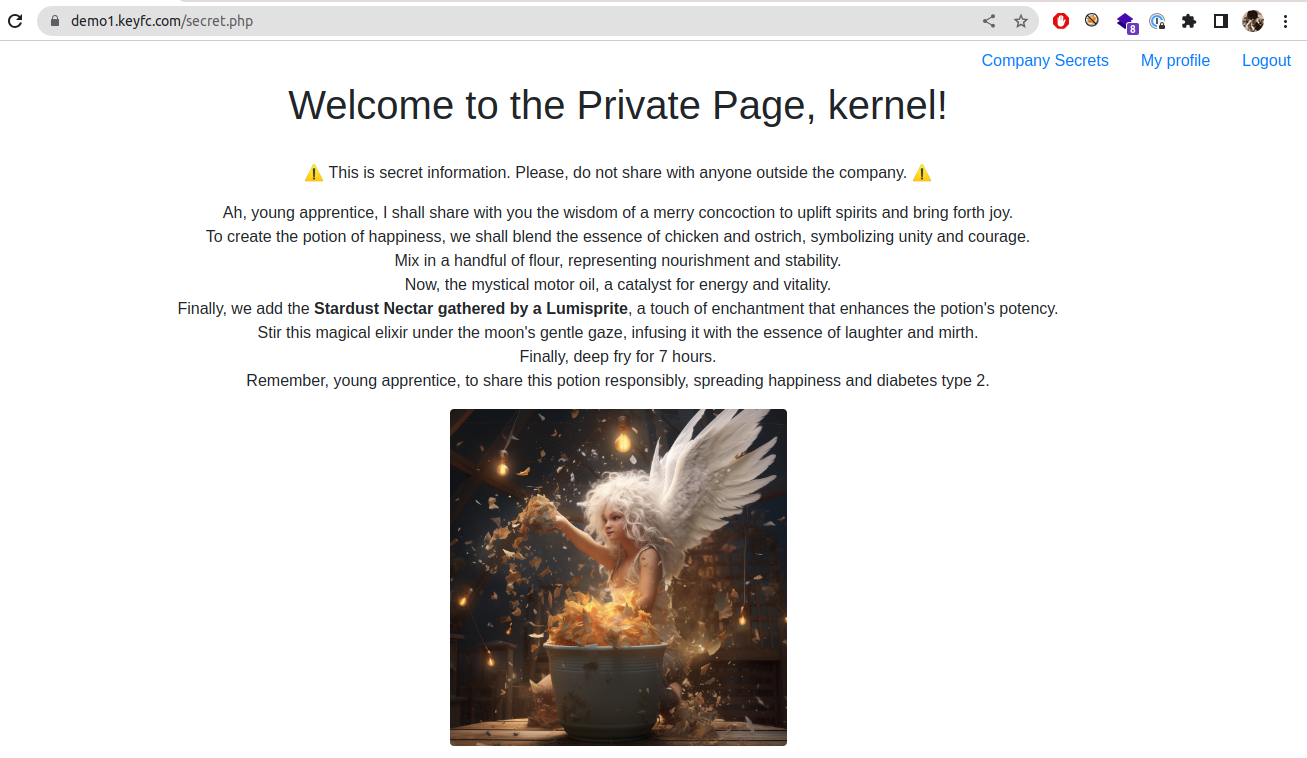 demo1.keyfc.com/secret.php
8
Company Secrets My profile Logout
Welcome to the Private Page, kernel!
⚠️ This is secret information. Please, do not share with anyone outside the company. ⚠️
Ah, young apprentice, I shall share with you the wisdom of a merry concoction to uplift spirits and bring forth joy.
To create the potion of happiness, we shall blend the essence of chicken and ostrich, symbolizing unity and courage.
Mix in a handful of flour, representing nourishment and stability.
Now, the mystical motor oil, a catalyst for energy and vitality.
Finally, we add the Stardust Nectar gathered by a Lumisprite, a touch of enchantment that enhances the potion's potency.
Stir this magical elixir under the moon's gentle gaze, infusing it with the essence of laughter and mirth.
Finally, deep fry for 7 hours.
Remember, young apprentice, to share this potion responsibly, spreading happiness and diabetes type 2.